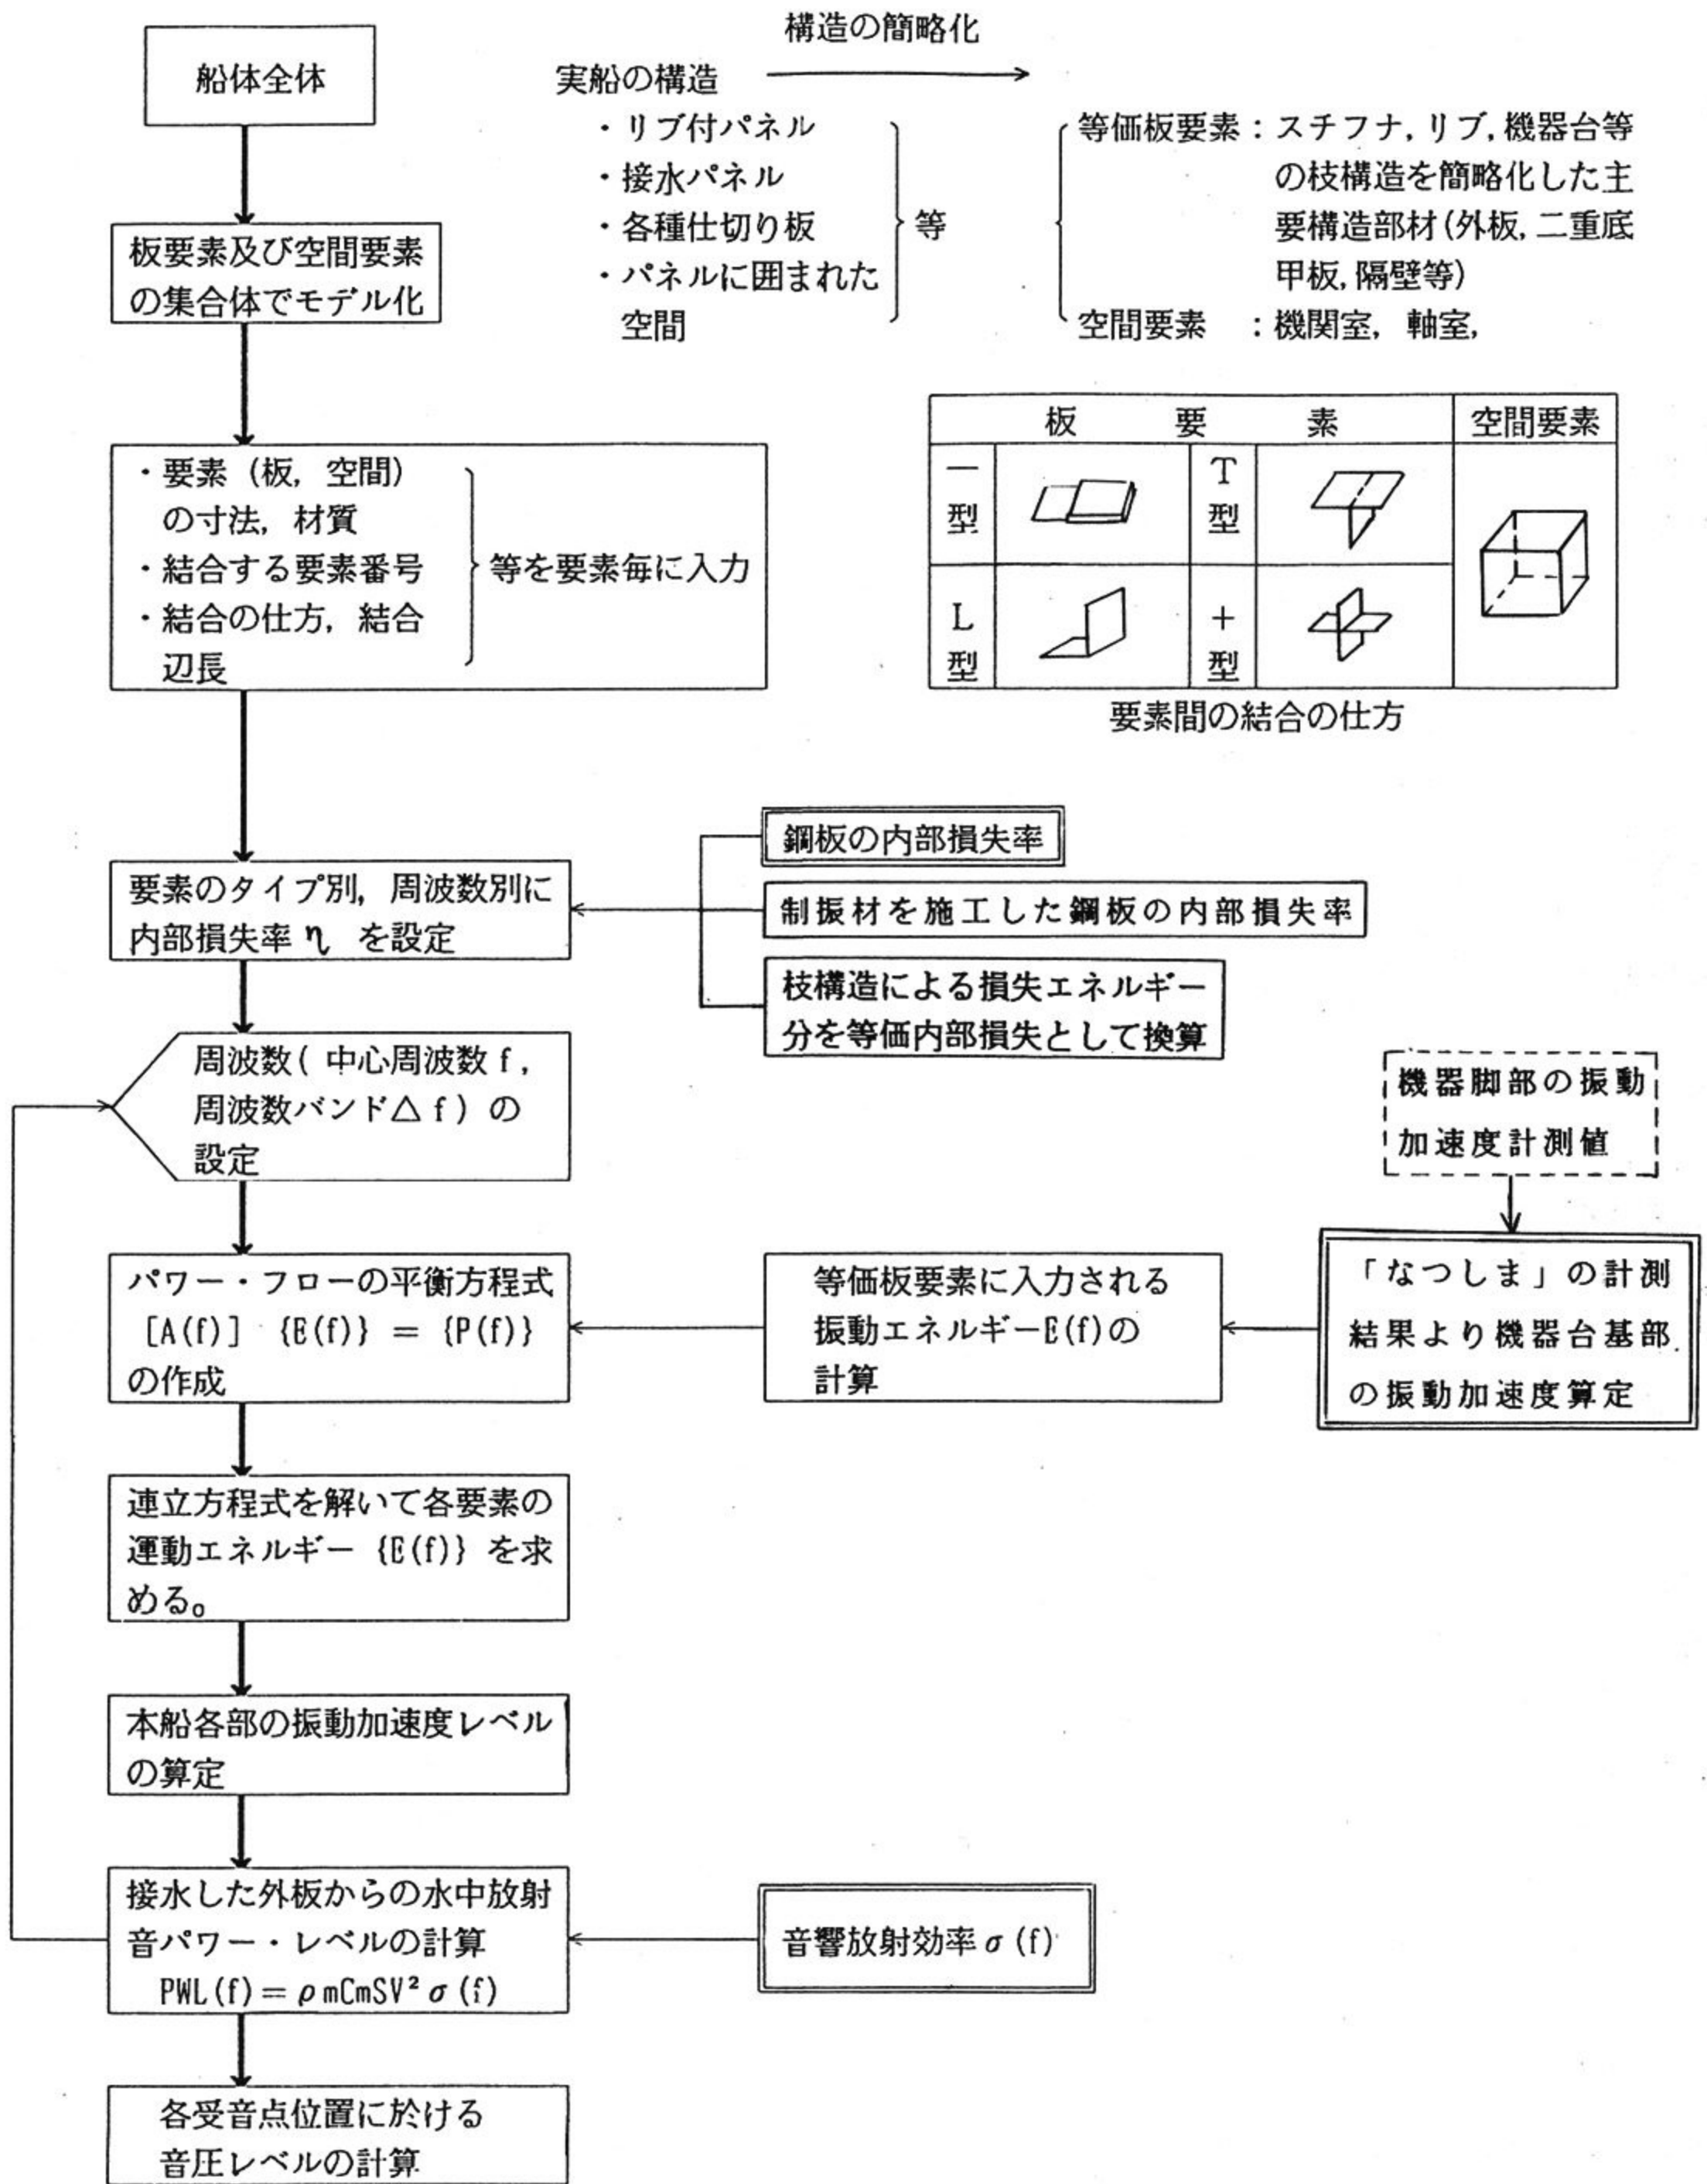 船体全体
構造の簡略化
実船の構造
・リブ付パネル
・接水パネル
・各種仕切り板
・パネルに囲まれた
空間
等
等価板要素：スチフナ，リブ，機器台等
の枝構造を簡略化した主
要構造部材（外板，二重底
甲板，隔壁等）
空間要素　：機関室，軸室，
板要素及び空間要素
の集合体でモデル化
・要素（板，空間）
の寸法，材質
・結合する要素番号
・結合の仕方，結合
辺長
等を要素毎に入力
板　要　素
空間要素
一型
T型
L型
＋型
要素間の結合の仕方
要素のタイプ別，周波数別に
内部損失率 η を設定
鋼板の内部損失率
制振材を施工した鋼板の内部損失率
枝構造による損失エネルギー
分を等価内部損失として換算
周波数（中心周波数 f，
周波数バンド△f）の
設定
機器脚部の振動
加速度計測値
パワー・フローの平衡方程式
[A(f)] {E(f)} = {P(f)}
の作成
等価板要素に入力される
振動エネルギーE(f)の
計算
「なつしま」の計測
結果より機器台基部
の振動加速度算定
連立方程式を解いて各要素の
運動エネルギー {E(f)} を求
める。
本船各部の振動加速度レベル
の算定
接水した外板からの水中放射
音パワー・レベルの計算
PWL(f) = ρmCmSV² σ(f)
音響放射効率σ(f)
各受音点位置に於ける
音圧レベルの計算